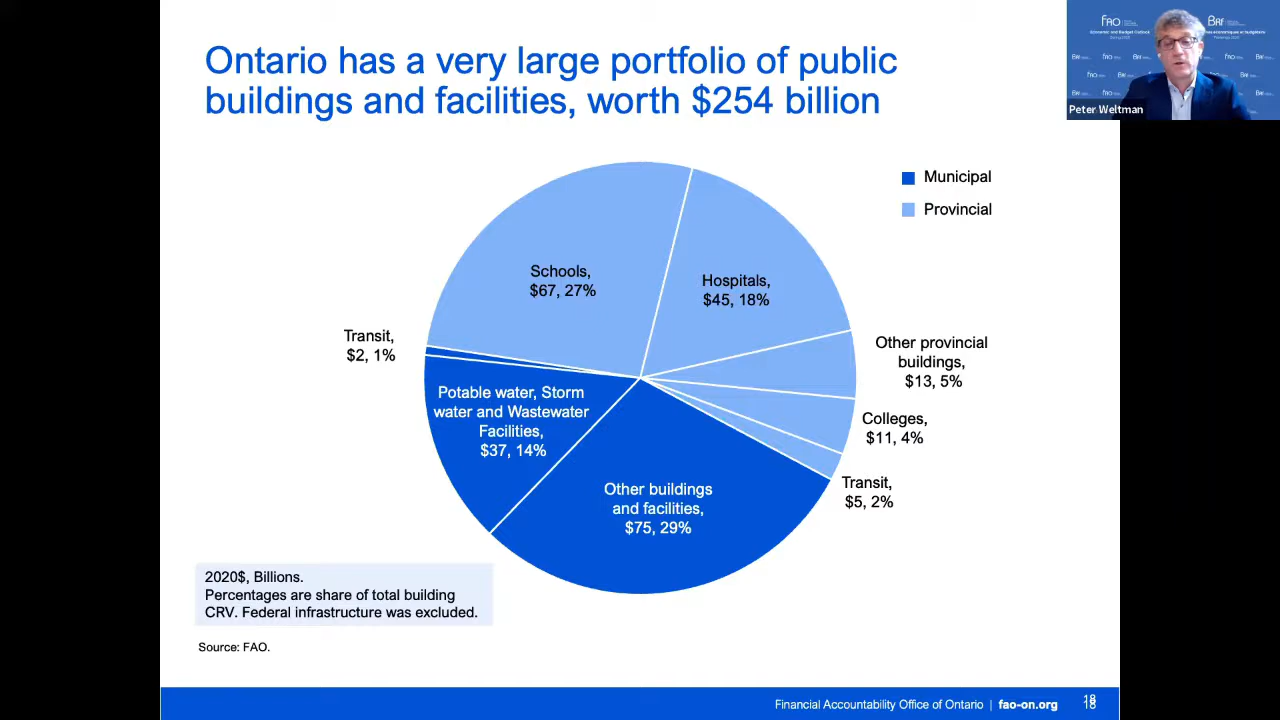 Ontario has a very large portfolio of public
buildings and facilities, worth $254 billion
FAO
BRF
Peter Weltman
Municipal
Provincial
Schools,
$67, 27%
Hospitals,
$45, 18%
Transit,
$2, 1%
Other provincial
buildings,
$13, 5%
Potable water, Storm
water and Wastewater
Facilities,
$37, 14%
Colleges,
$11, 4%
Transit,
$5, 2%
Other buildings
and facilities,
$75, 29%
2020$, Billions.
Percentages are share of total building
CRV. Federal infrastructure was excluded.
Source: FAO.
Financial Accountability Office of Ontario | fao-on.org
18